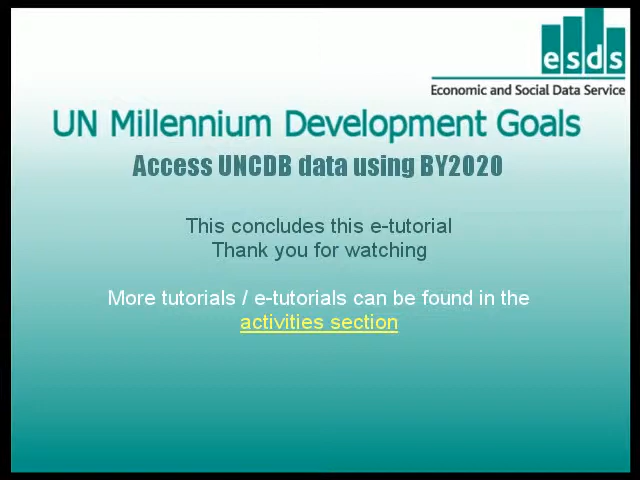 esds
Economic and Social Data Service
UN Millennium Development Goals
Access UNCDB data using BY2020
This concludes this e-tutorial
Thank you for watching
More tutorials / e-tutorials can be found in the
activities section